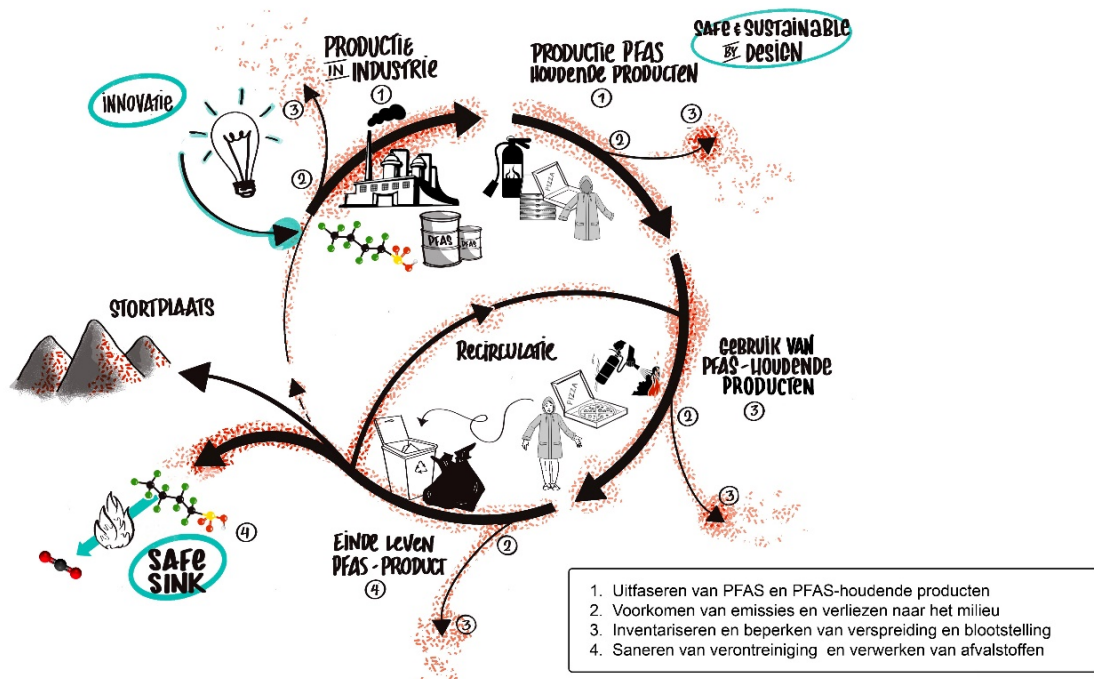 PRODUCTIE
IN INDUSTRIE
①
INNOVATIE
③
②
PRODUCTIE PFAS
HOUDENDE PRODUCTEN
①
SAFE & SUSTAINABLE
BY DESIGN
②
③
PIZZA
PFAS
PFAS
STORTPLAATS
RECIRCULATIE
PIZZA
GEBRUIK VAN
PFAS-HOUDENDE
PRODUCTEN
③
②
③
④
SAFE
SINK
EINDE LEVEN
PFAS-PRODUCT
④
②
③
1. Uitfaseren van PFAS en PFAS-houdende producten
2. Voorkomen van emissies en verliezen naar het milieu
3. Inventariseren en beperken van verspreiding en blootstelling
4. Saneren van verontreiniging en verwerken van afvalstoffen